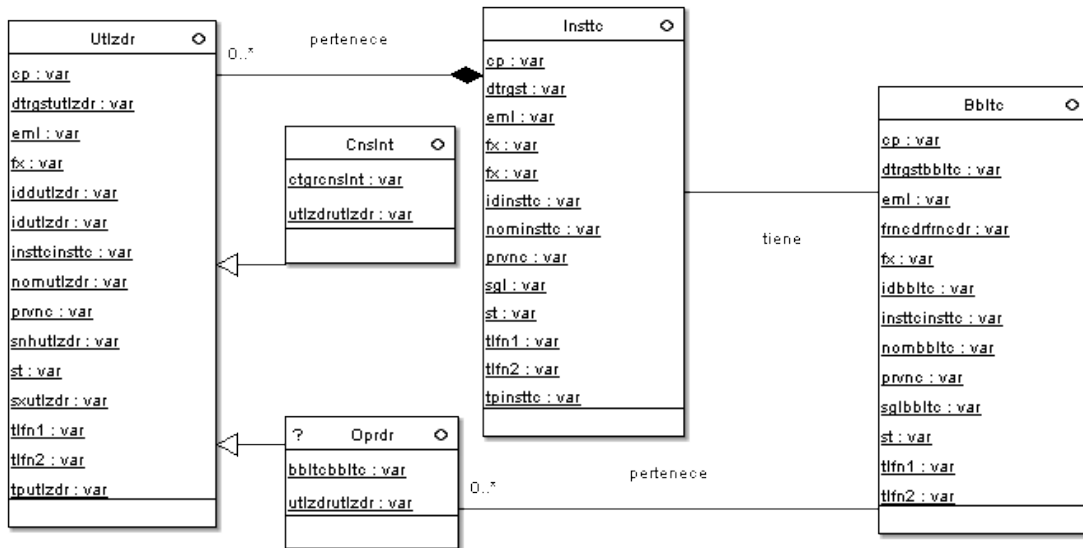 Utlzdr
cp : var
dtrgstutlzdr : var
eml : var
fx : var
iddutlzdr : var
idutlzdr : var
insttcinsttc : var
nomutlzdr : var
prvnc : var
snhutlzdr : var
st : var
sxutlzdr : var
tlfn1 : var
tlfn2 : var
tputlzdr : var
0..*
pertenece
Cnslnt
ctgrcnslnt : var
utlzdrutlzdr : var
? Oprdr
bbltcbbltc : var
utlzdrutlzdr : var
Insttc
cp : var
dtrgst : var
eml : var
fx : var
fx : var
idinsttc : var
nominsttc : var
prvnc : var
sgl : var
st : var
tlfn1 : var
tlfn2 : var
tpinsttc : var
tiene
0..*
pertenece
Bbltc
cp : var
dtrgstbbltc : var
eml : var
frncdrfrncdr : var
fx : var
idbbltc : var
insttcinsttc : var
nombbltc : var
prvnc : var
sglbbltc : var
st : var
tlfn1 : var
tlfn2 : var